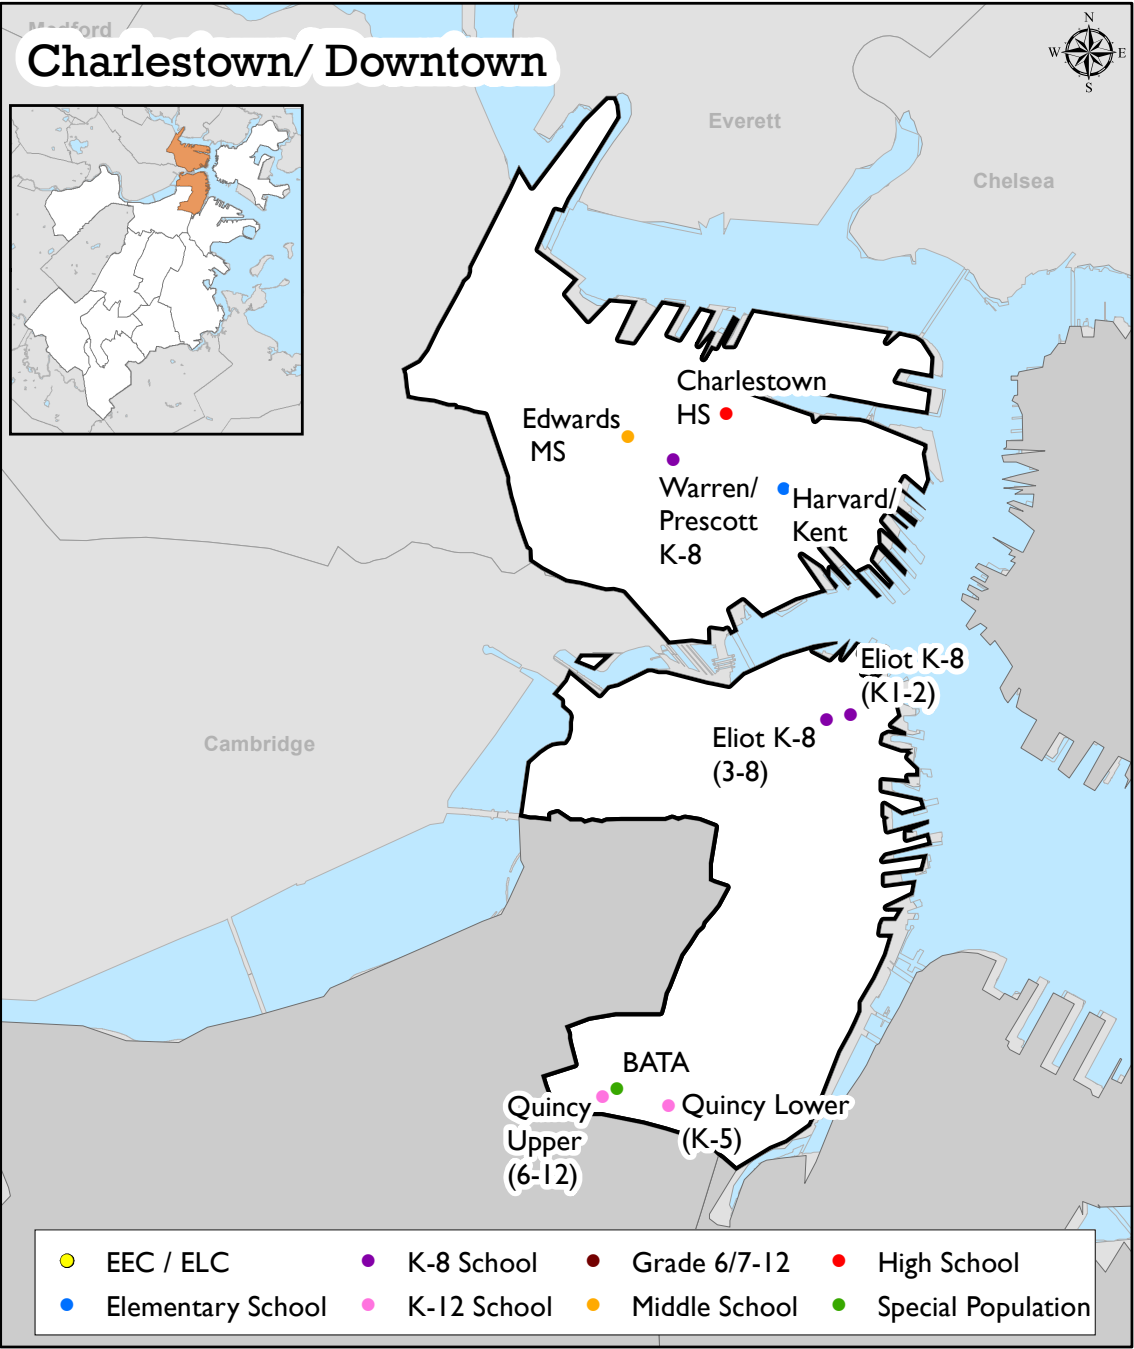 Medford
Charlestown/ Downtown
N
W E
S
Everett
Chelsea
Charlestown
HS
Edwards
MS
Warren/
Prescott
K-8
Harvard/
Kent
Eliot K-8
(K1-2)
Eliot K-8
(3-8)
Cambridge
BATA
Quincy
Upper
(6-12)
Quincy Lower
(K-5)
EEC / ELC
K-8 School
Grade 6/7-12
High School
Elementary School
K-12 School
Middle School
Special Population